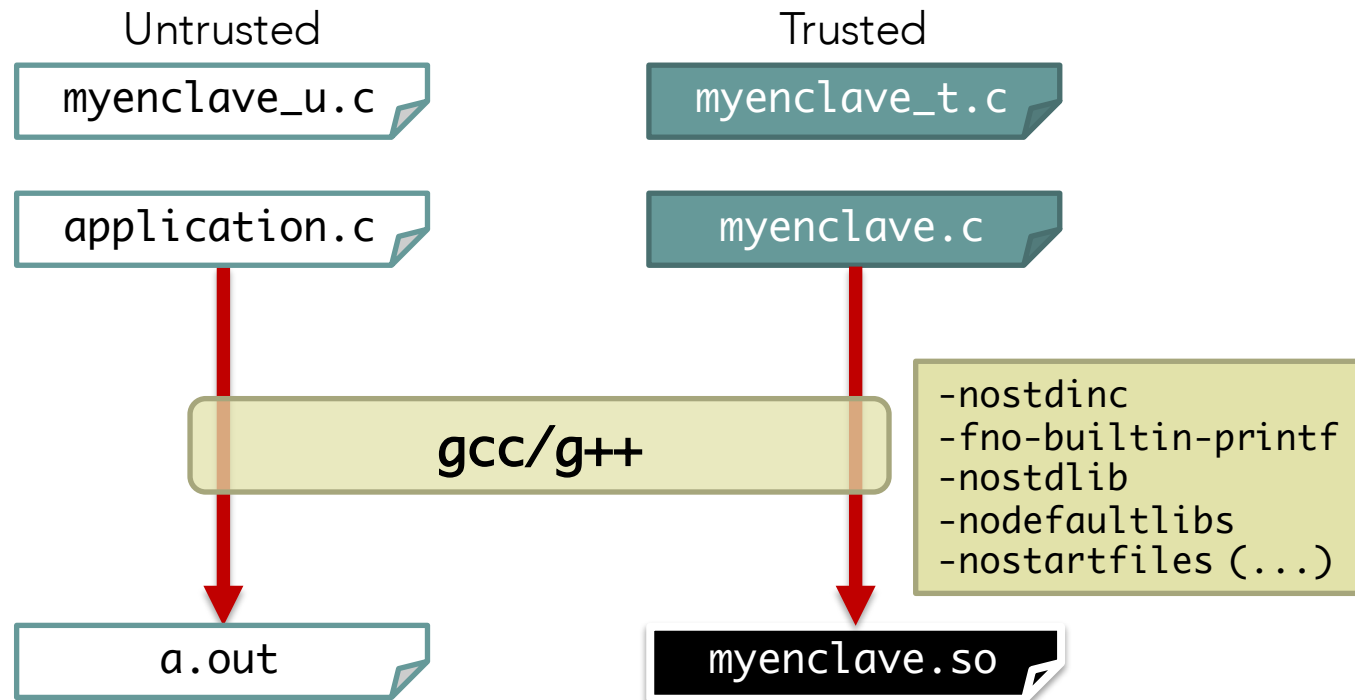 Untrusted
Trusted
myenclave_u.c
myenclave_t.c
application.c
myenclave.c
gcc/g++
-nostdinc
-fno-builtin-printf
-nostdlib
-nodefaultlibs
-nostartfiles (...)
a.out
myenclave.so